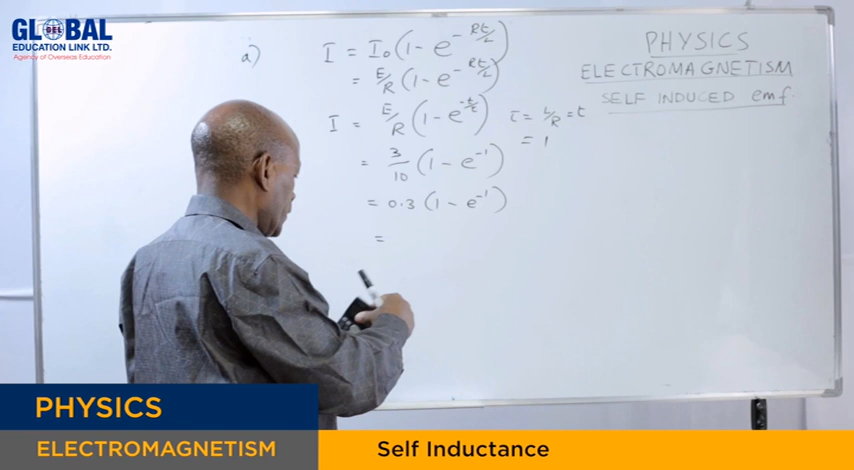 GLOBAL
GEL
EDUCATION LINK LTD.
Agency of Overseas Education
a)
I = I₀(1 - e^{-Rt/L})
= E/R(1 - e^{-Rt/L})
I = E/R(1 - e^{-t/τ})
τ = L/R = t
= 1
= 3/10 (1 - e^{-1})
= 0.3 (1 - e^{-1})
=
PHYSICS
ELECTROMAGNETISM
SELF INDUCED emf.
PHYSICS
ELECTROMAGNETISM
Self Inductance